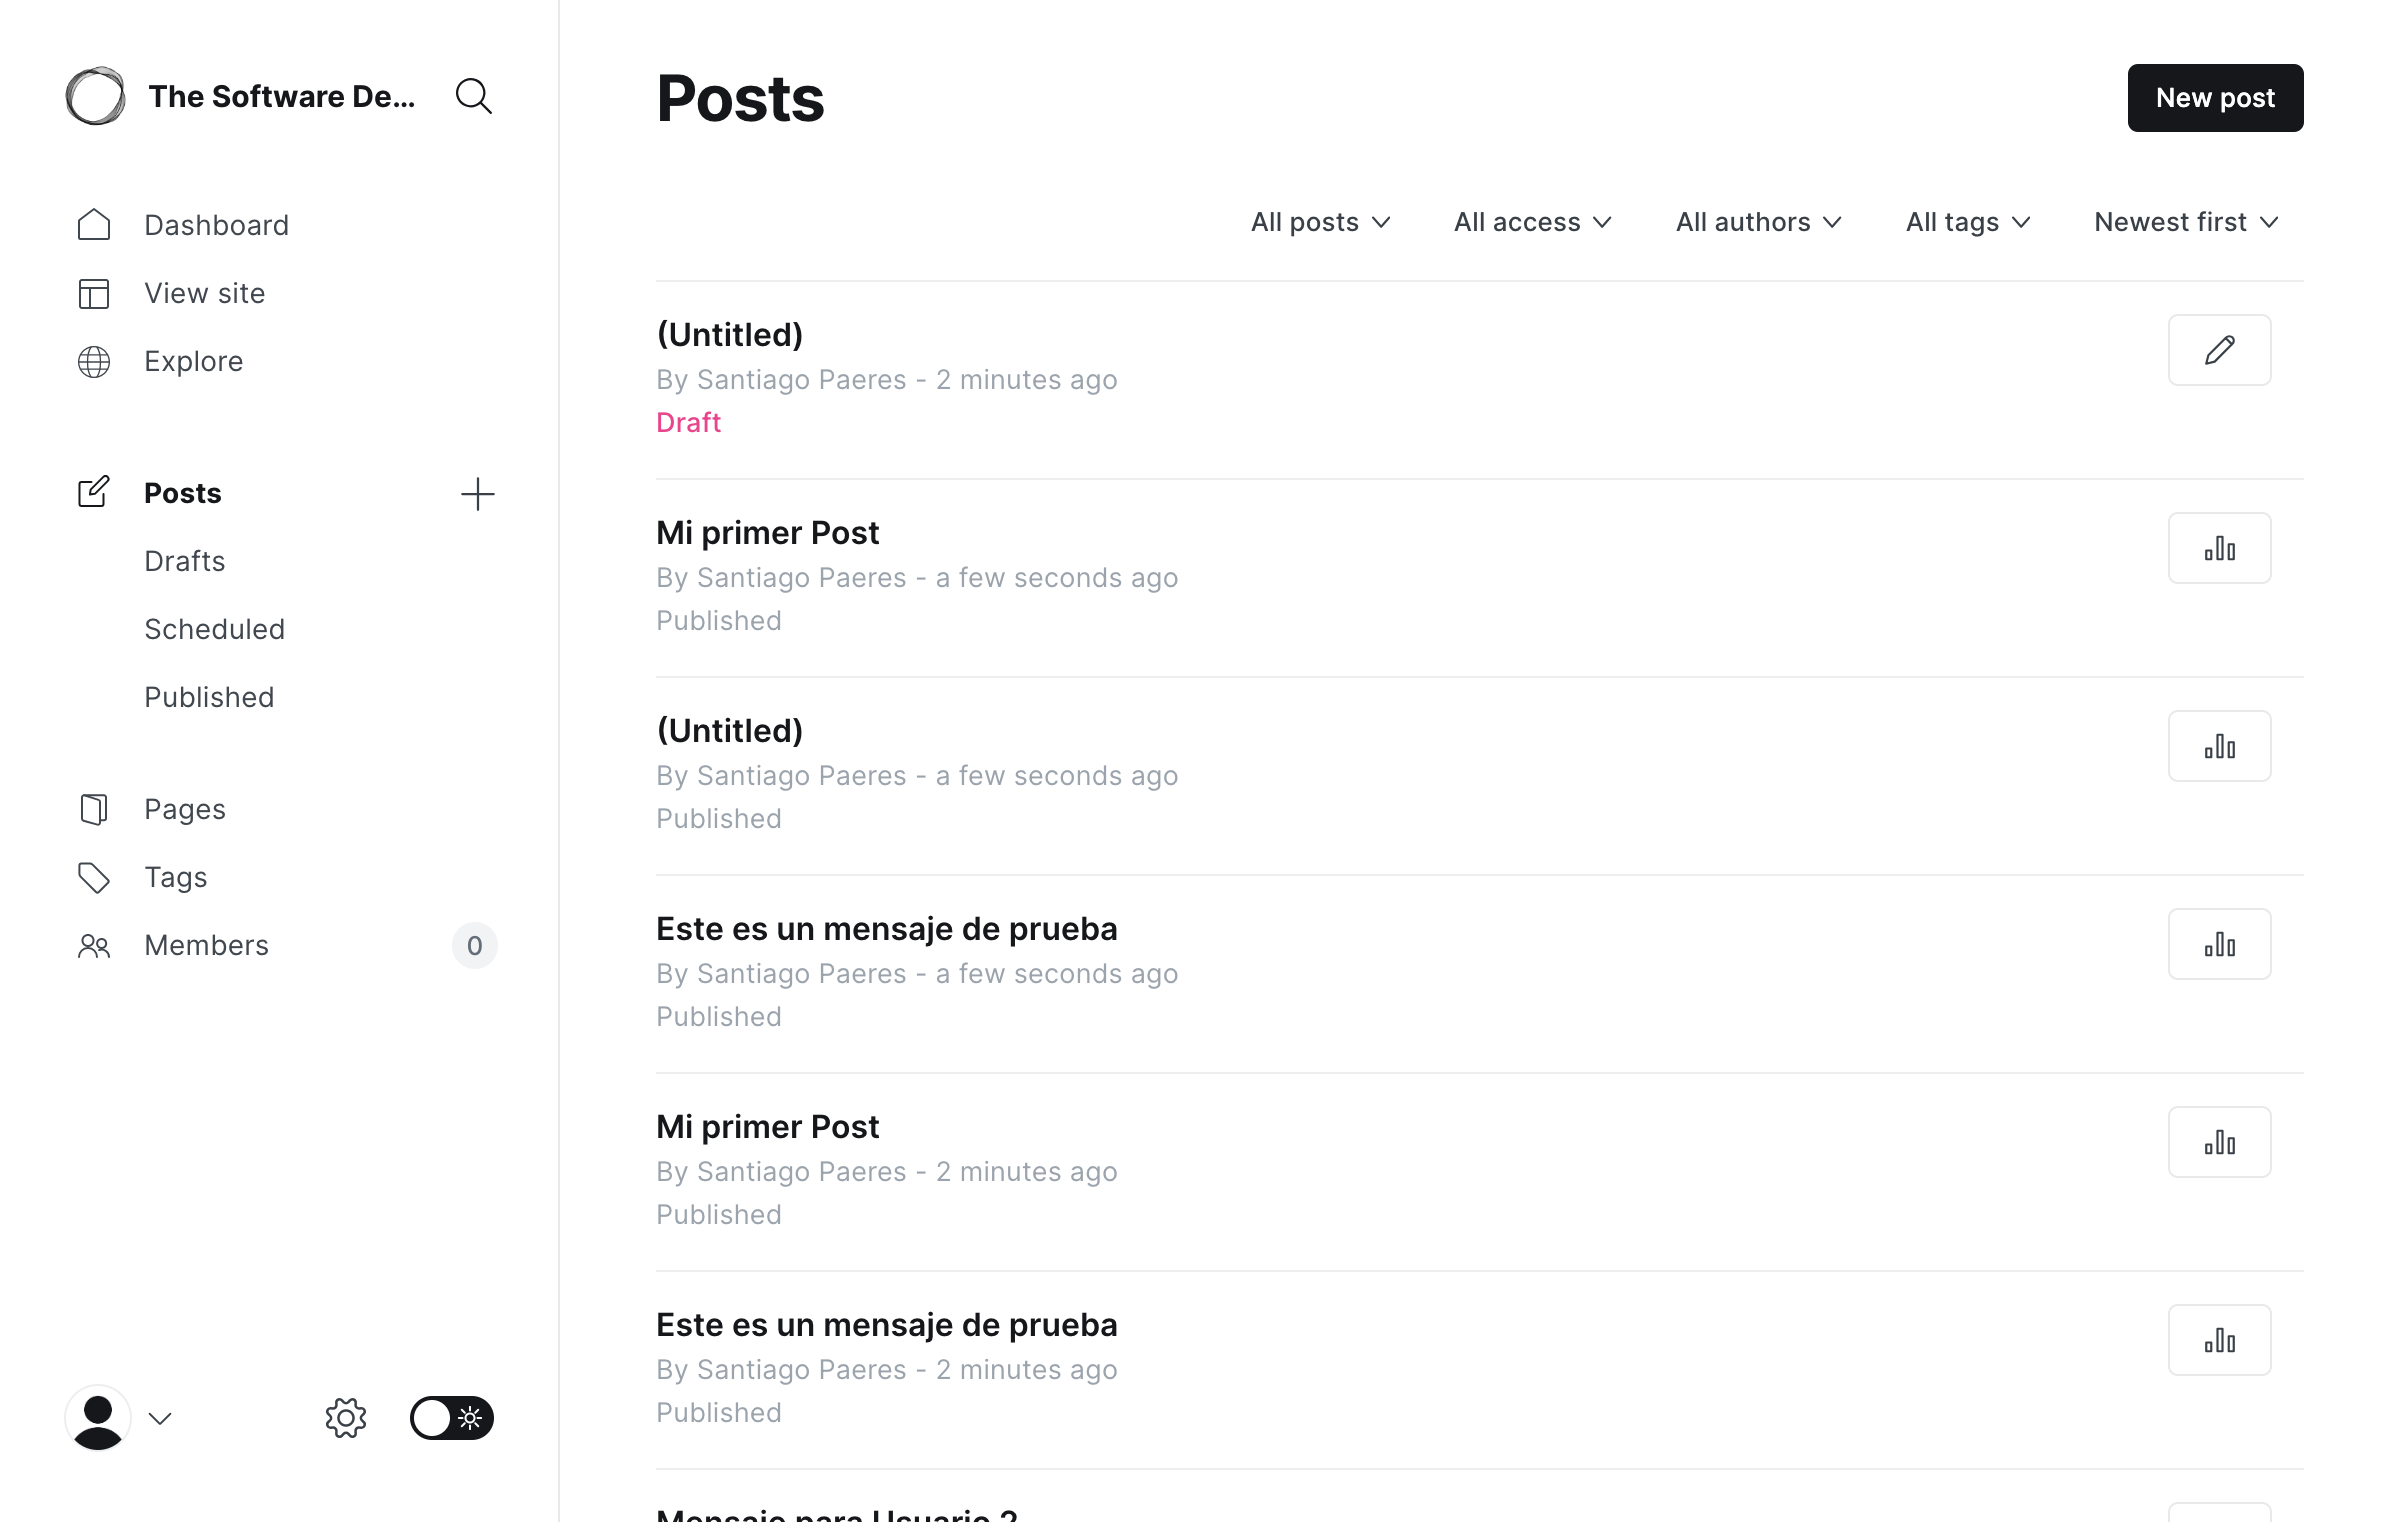 The Software De...
Dashboard
View site
Explore
Posts
Drafts
Scheduled
Published
Pages
Tags
Members
0
Posts
New post
All posts
All access
All authors
All tags
Newest first
(Untitled)
By Santiago Paeres - 2 minutes ago
Draft
Mi primer Post
By Santiago Paeres - a few seconds ago
Published
(Untitled)
By Santiago Paeres - a few seconds ago
Published
Este es un mensaje de prueba
By Santiago Paeres - a few seconds ago
Published
Mi primer Post
By Santiago Paeres - 2 minutes ago
Published
Este es un mensaje de prueba
By Santiago Paeres - 2 minutes ago
Published
Mensaje para Usuario 2